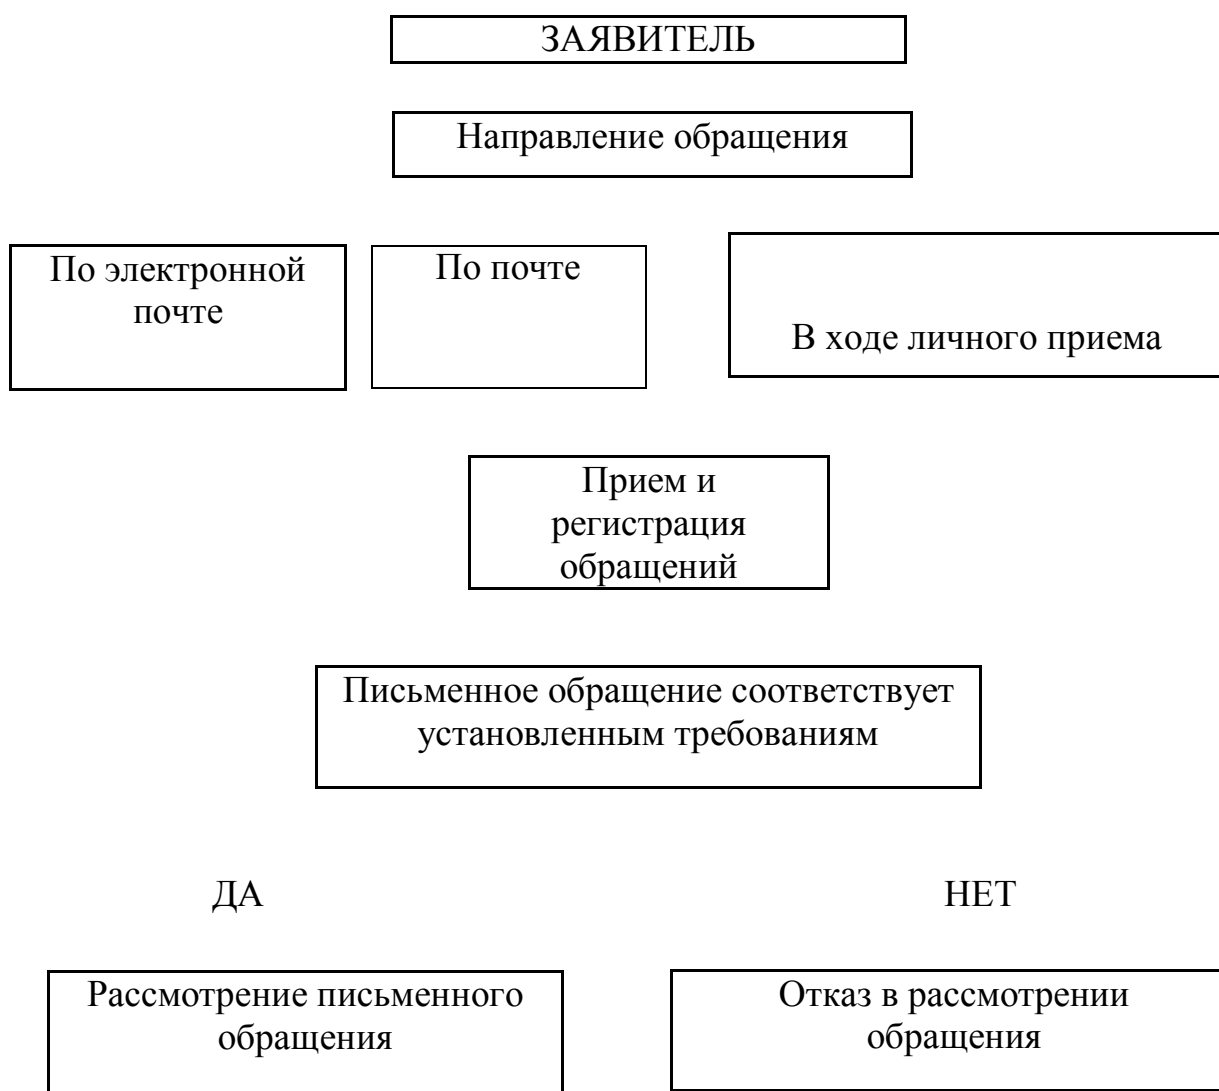 ЗАЯВИТЕЛЬ
Направление обращения
По электронной
почте
По почте
В ходе личного приема
Прием и
регистрация
обращений
Письменное обращение соответствует
установленным требованиям
ДА
НЕТ
Рассмотрение письменного
обращения
Отказ в рассмотрении
обращения